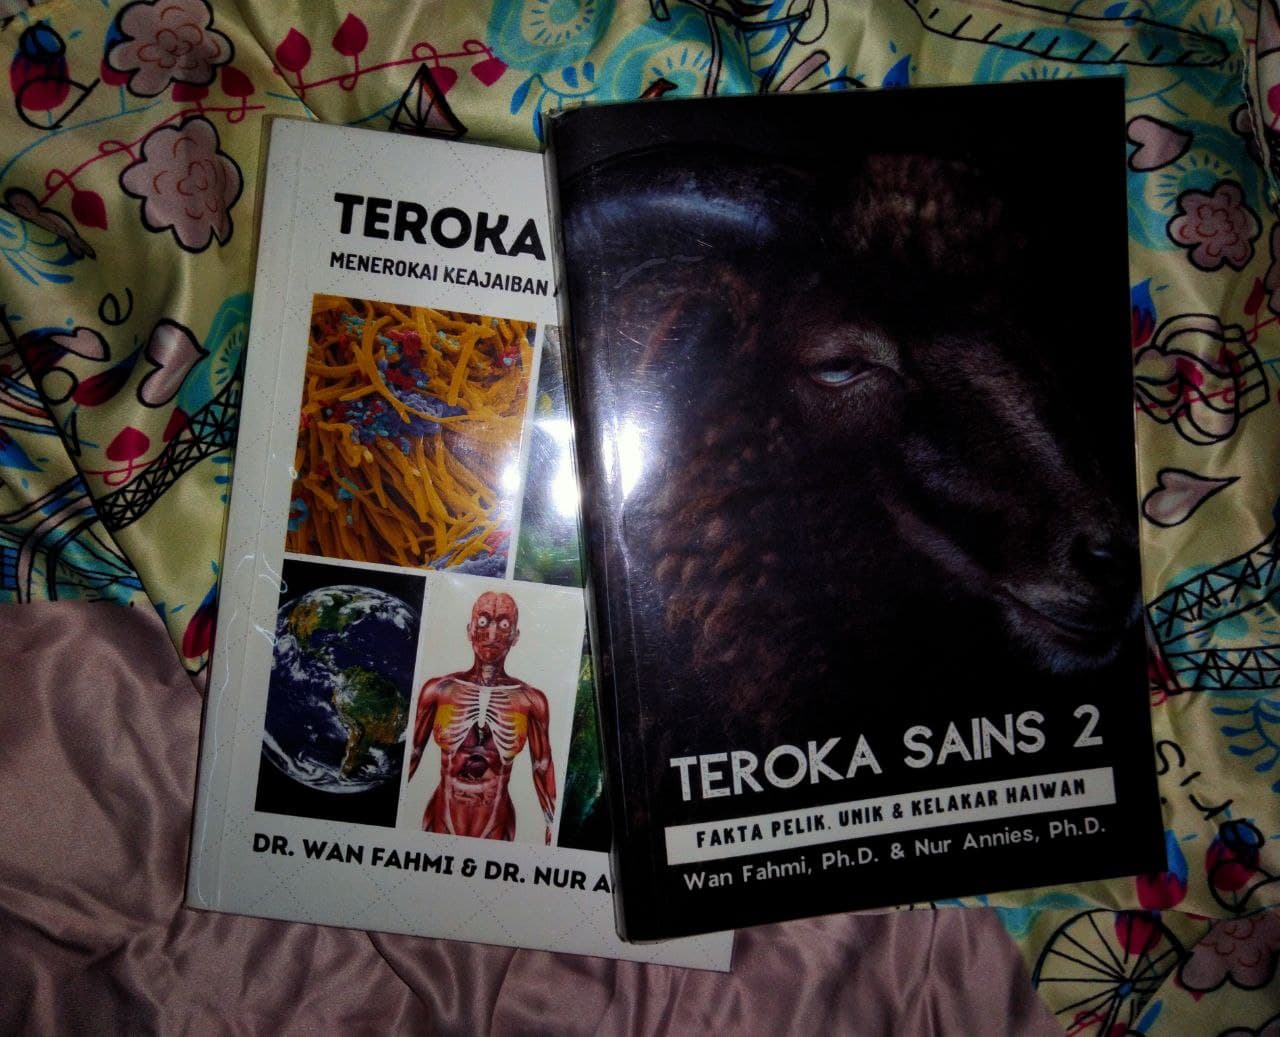 TEROKA
MENEROKAI KEAJAIBAN
DR. WAN FAHMI & DR. NUR
TEROKA SAINS 2
FAKTA PELIK, UNIK & KELAKAR HAIWAN
Wan Fahmi, Ph.D. & Nur Annies, Ph.D.